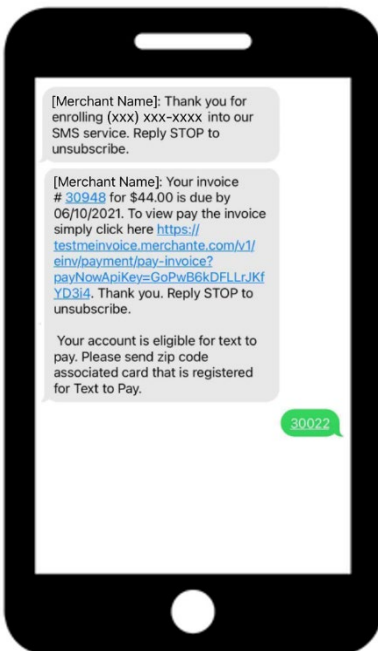 [Merchant Name]: Thank you for
enrolling (xxx) xxx-xxxx into our
SMS service. Reply STOP to
unsubscribe.
[Merchant Name]: Your invoice
# 30948 for $44.00 is due by
06/10/2021. To view pay the invoice
simply click here https://
testmeinvoice.merchante.com/v1/
einv/payment/pay-invoice?
payNowApiKey=GoPwB6kDFLLrJKf
YD3i4. Thank you. Reply STOP to
unsubscribe.
Your account is eligible for text to
pay. Please send zip code
associated card that is registered
for Text to Pay.
30022